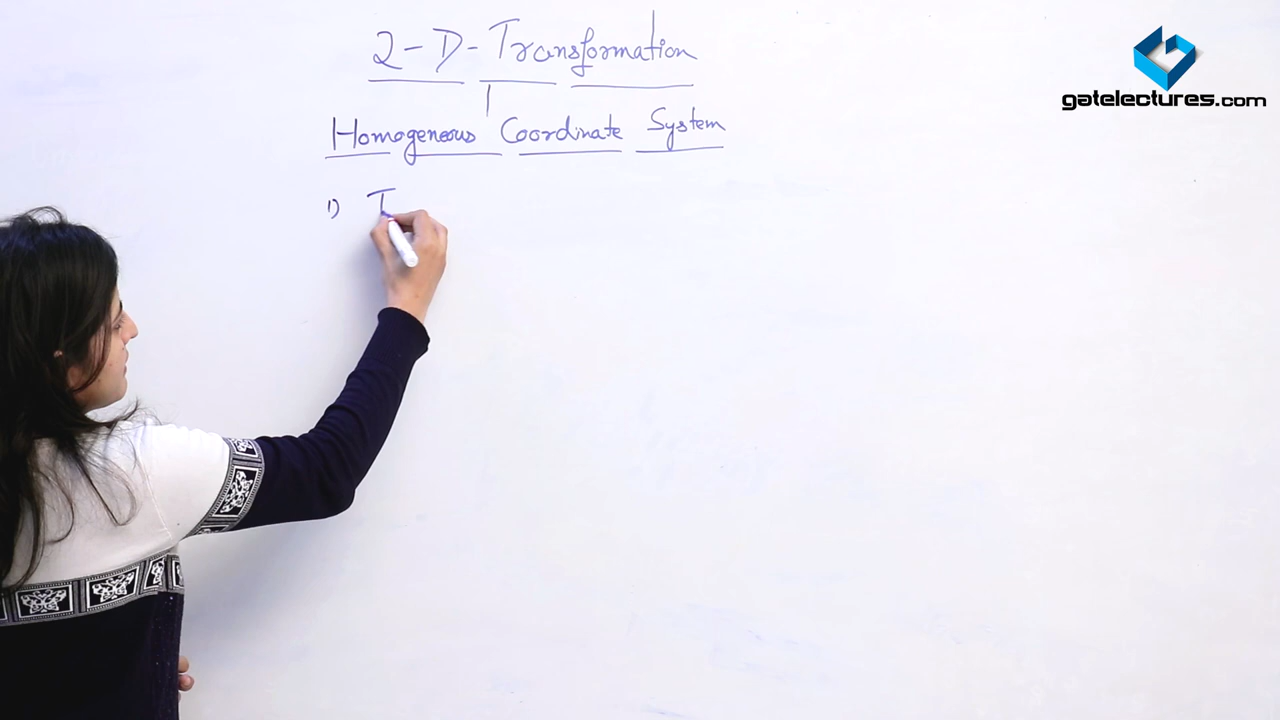 2-D-Transformation
Homogeneous Coordinate System
1) T
gatelectures.com